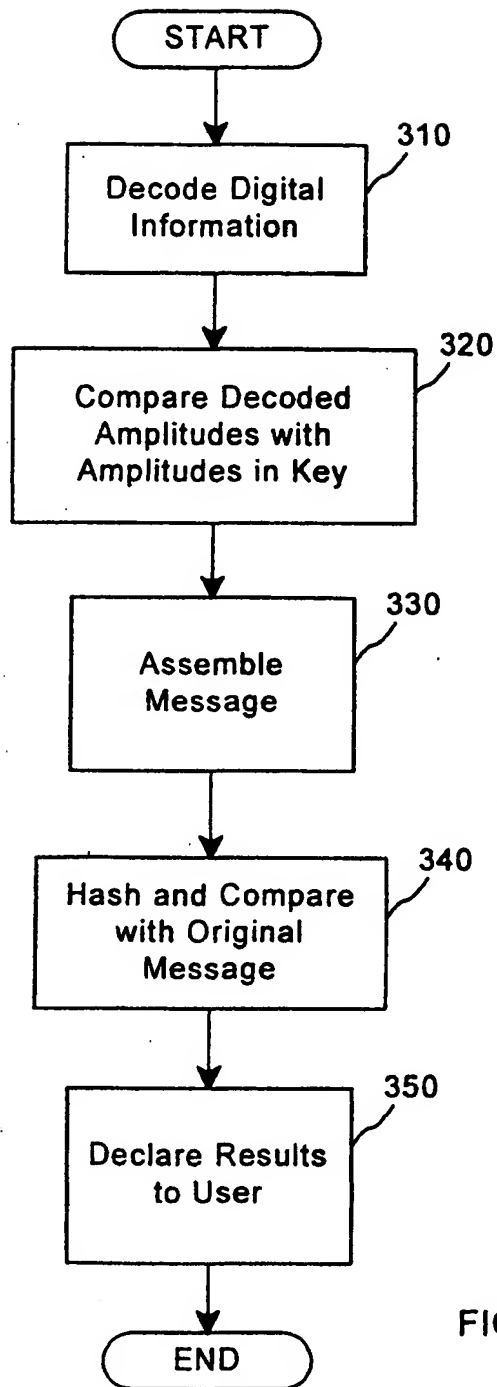 START
310
Decode Digital
Information
320
Compare Decoded
Amplitudes with
Amplitudes in Key
330
Assemble
Message
340
Hash and Compare
with Original
Message
350
Declare Results
to User
END